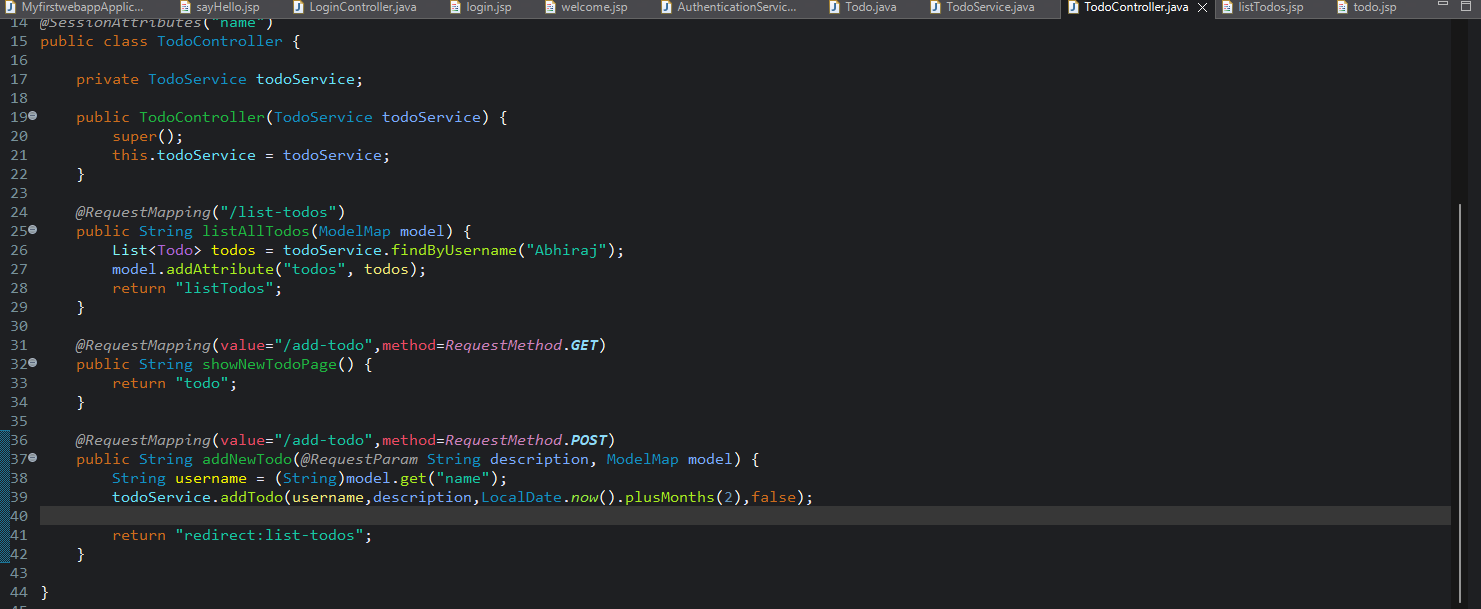 MyfirstwebappApplic... sayHello.jsp LoginController.java login.jsp welcome.jsp AuthenticationServic... Todo.java TodoService.java TodoController.java listTodos.jsp todo.jsp
14 @SessionAttributes("name")
15 public class TodoController {
16
17 private TodoService todoService;
18
19 public TodoController(TodoService todoService) {
20 super();
21 this.todoService = todoService;
22 }
23
24 @RequestMapping("/list-todos")
25 public String listAllTodos(ModelMap model) {
26 List<Todo> todos = todoService.findByUsername("Abhiraj");
27 model.addAttribute("todos", todos);
28 return "listTodos";
29 }
30
31 @RequestMapping(value="/add-todo",method=RequestMethod.GET)
32 public String showNewTodoPage() {
33 return "todo";
34 }
35
36 @RequestMapping(value="/add-todo",method=RequestMethod.POST)
37 public String addNewTodo(@RequestParam String description, ModelMap model) {
38 String username = (String)model.get("name");
39 todoService.addTodo(username,description,LocalDate.now().plusMonths(2),false);
40
41 return "redirect:list-todos";
42 }
43
44 }